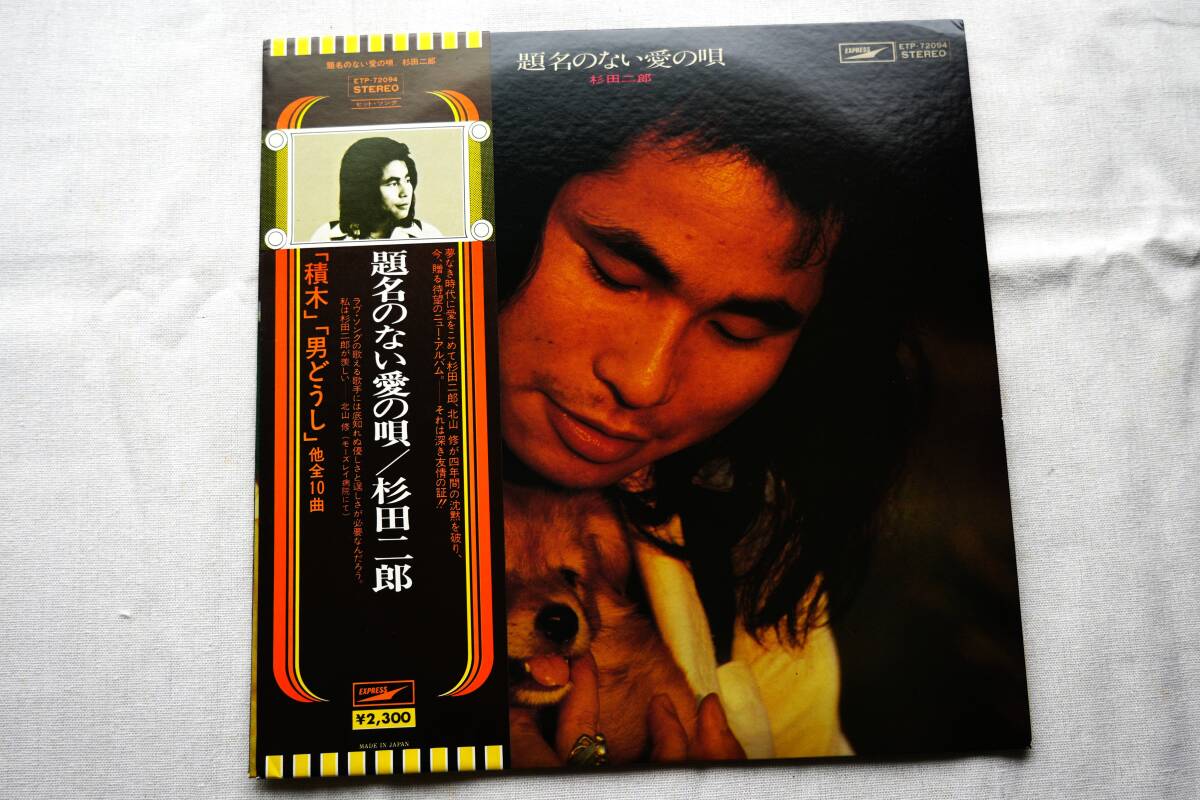 題名のない愛の唄 杉田二郎
ETP-72094
STEREO
ヒット・ソング
夢なき時代に愛をこめて杉田二郎、北山 修が四年間の沈黙を破り、
今、贈る待望のニュー・アルバム。——それは深き友情の証!!
題名のない愛の唄/杉田二郎
ラヴ・ソングの歌える歌手には底知れぬ優しさと逞しさが必要なんだろう。
私は杉田二郎が羨しい——北山 修(モーズレイ病院にて)
「積木」「男どうし」他全10曲
EXPRESS
¥2,300
MADE IN JAPAN
題名のない愛の唄
杉田二郎
EXPRESS
ETP-72094
STEREO